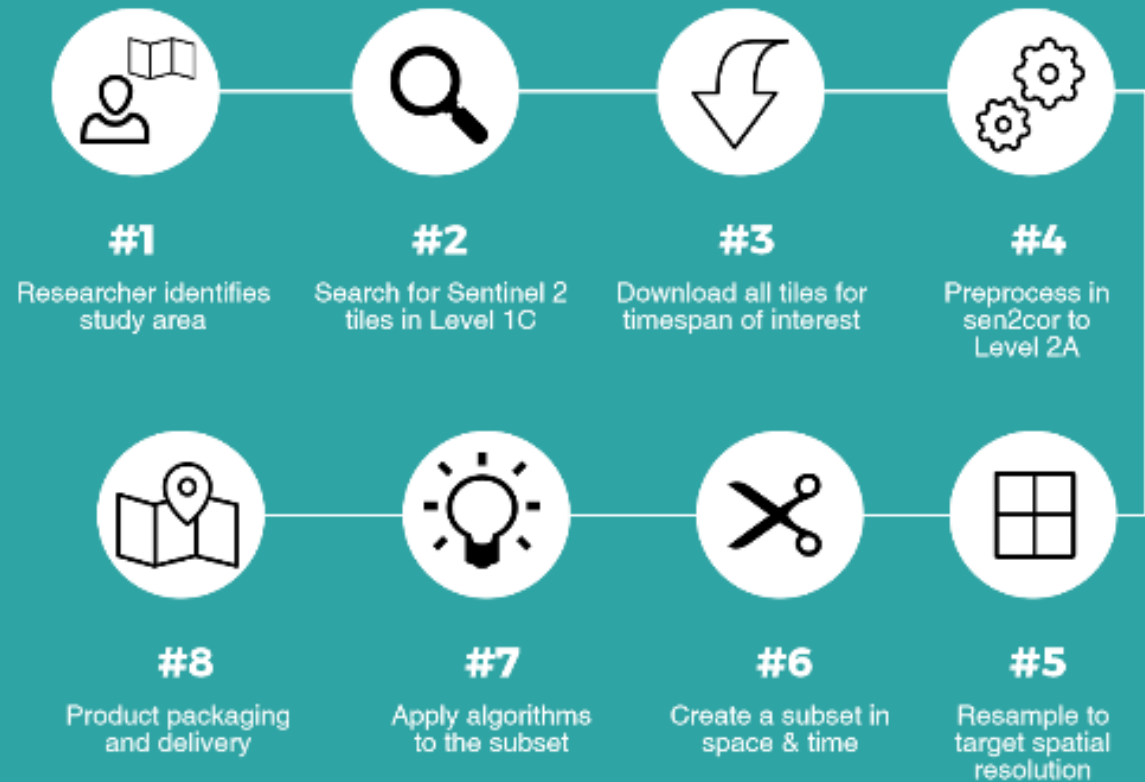 #1
Researcher identifies
study area
#2
Search for Sentinel 2
tiles in Level 1C
#3
Download all tiles for
timespan of interest
#4
Preprocess in
sen2cor to
Level 2A
#5
Resample to
target spatial
resolution
#6
Create a subset in
space & time
#7
Apply algorithms
to the subset
#8
Product packaging
and delivery